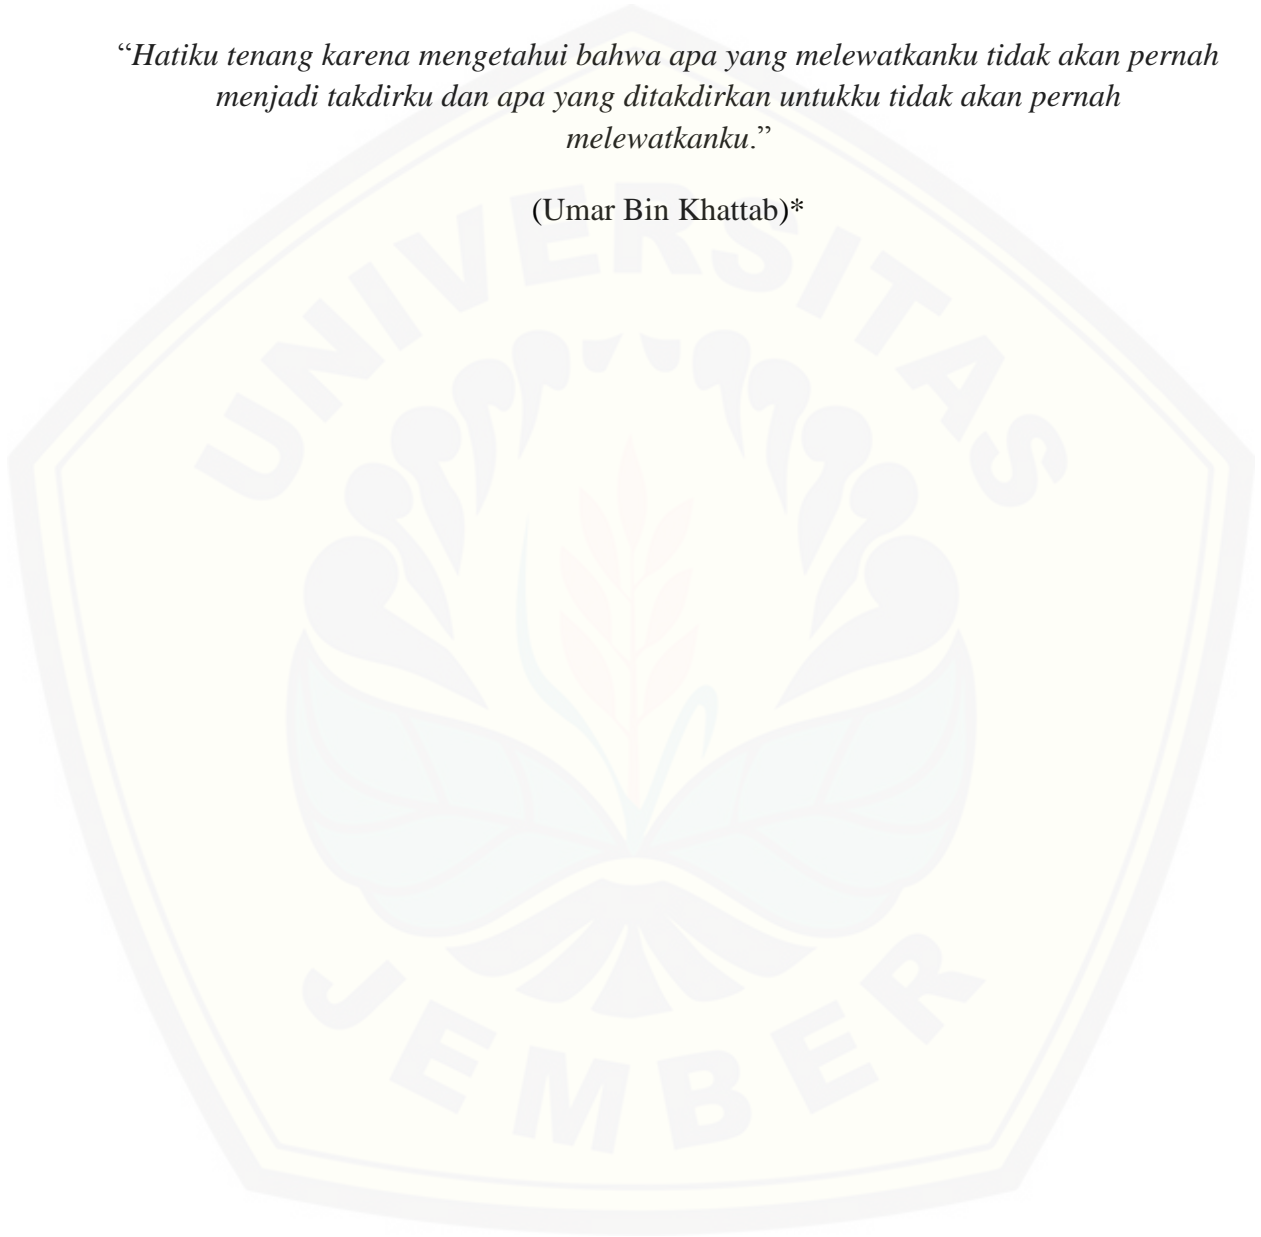 “Hatiku tenang karena mengetahui bahwa apa yang melewatkanku tidak akan pernah
menjadi takdirku dan apa yang ditakdirkan untukku tidak akan pernah
melewatkanku.”
(Umar Bin Khattab)*
UNIVERSITAS
JEMBER